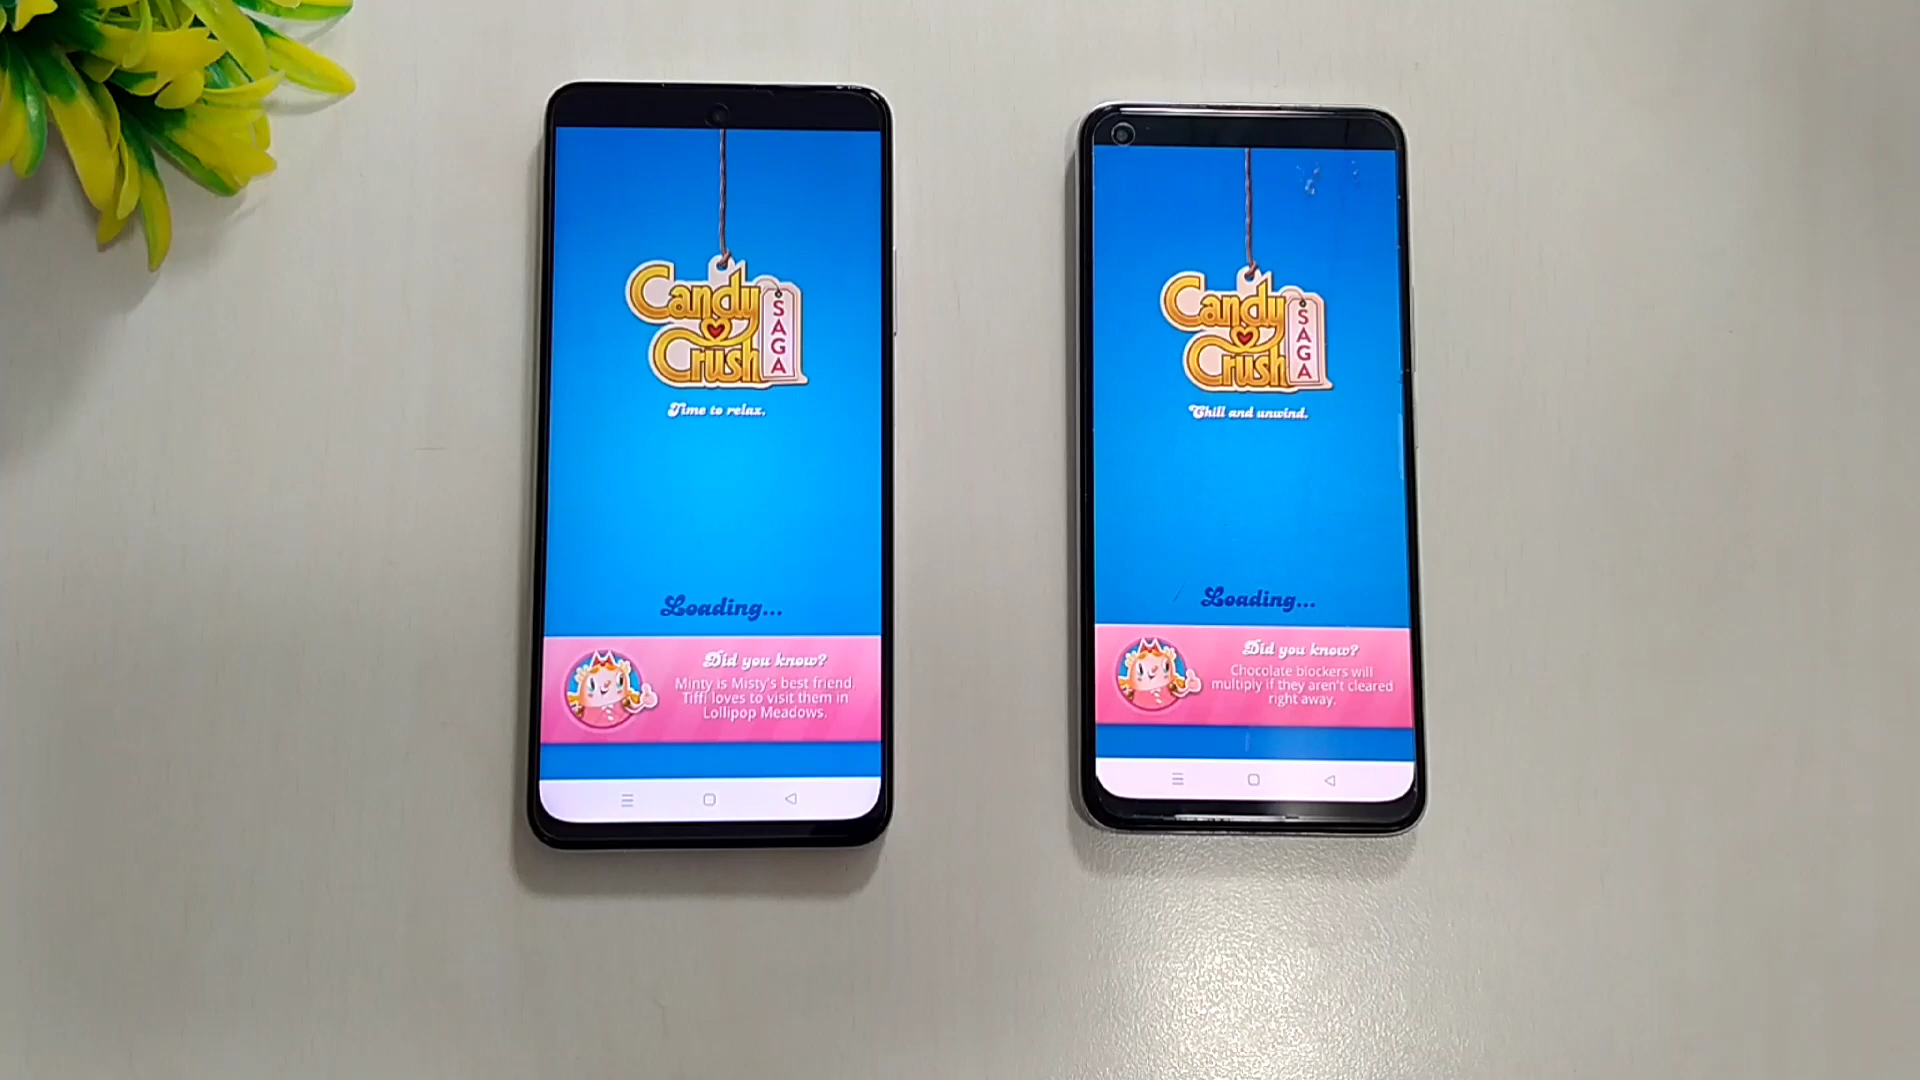 Candy
Crush
SAGA
Time to relax.
Loading...
Did you know?
Minty is Misty's best friend.
Tiffi loves to visit them in
Lollipop Meadows.
Candy
Crush
SAGA
Chill and unwind.
Loading...
Did you know?
Chocolate blockers will
multiply if they aren't cleared
right away.